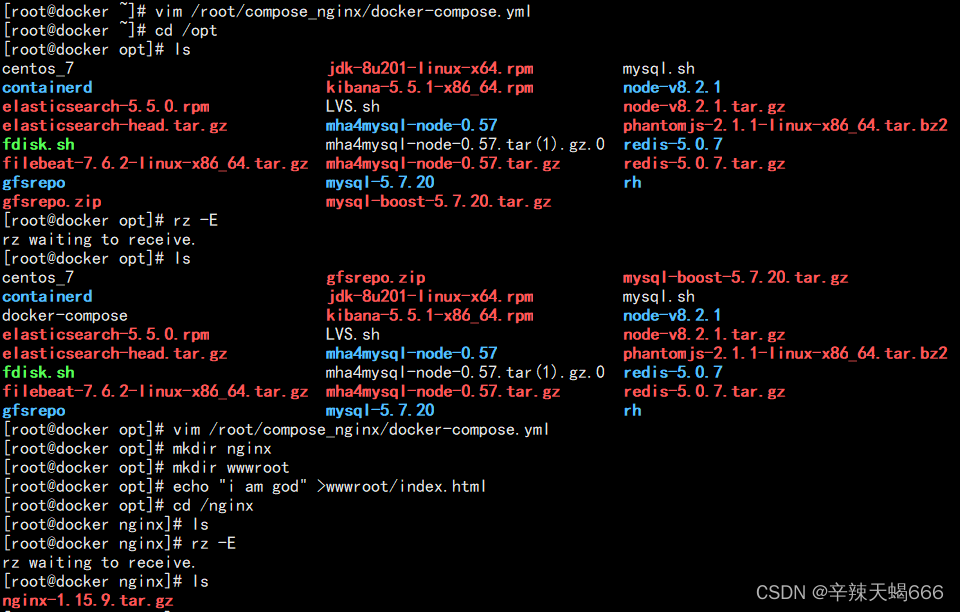 [root@docker ~]# vim /root/compose_nginx/docker-compose.yml
[root@docker ~]# cd /opt
[root@docker opt]# ls
centos_7 jdk-8u201-linux-x64.rpm mysql.sh
containerd kibana-5.5.1-x86_64.rpm node-v8.2.1
elasticsearch-5.5.0.rpm LVS.sh node-v8.2.1.tar.gz
elasticsearch-head.tar.gz mha4mysql-node-0.57 phantomjs-2.1.1-linux-x86_64.tar.bz2
fdisk.sh mha4mysql-node-0.57.tar(1).gz.0 redis-5.0.7
filebeat-7.6.2-linux-x86_64.tar.gz mha4mysql-node-0.57.tar.gz redis-5.0.7.tar.gz
gfsrepo mysql-5.7.20 rh
gfsrepo.zip mysql-boost-5.7.20.tar.gz
[root@docker opt]# rz -E
rz waiting to receive.
[root@docker opt]# ls
centos_7 gfsrepo.zip mysql-boost-5.7.20.tar.gz
containerd jdk-8u201-linux-x64.rpm mysql.sh
docker-compose kibana-5.5.1-x86_64.rpm node-v8.2.1
elasticsearch-5.5.0.rpm LVS.sh node-v8.2.1.tar.gz
elasticsearch-head.tar.gz mha4mysql-node-0.57 phantomjs-2.1.1-linux-x86_64.tar.bz2
fdisk.sh mha4mysql-node-0.57.tar(1).gz.0 redis-5.0.7
filebeat-7.6.2-linux-x86_64.tar.gz mha4mysql-node-0.57.tar.gz redis-5.0.7.tar.gz
gfsrepo mysql-5.7.20 rh
[root@docker opt]# vim /root/compose_nginx/docker-compose.yml
[root@docker opt]# mkdir nginx
[root@docker opt]# mkdir wwwroot
[root@docker opt]# echo "i am god" >wwwroot/index.html
[root@docker opt]# cd /nginx
[root@docker nginx]# ls
[root@docker nginx]# rz -E
rz waiting to receive.
[root@docker nginx]# ls
nginx-1.15.9.tar.gz
CSDN @辛辣天蝎666